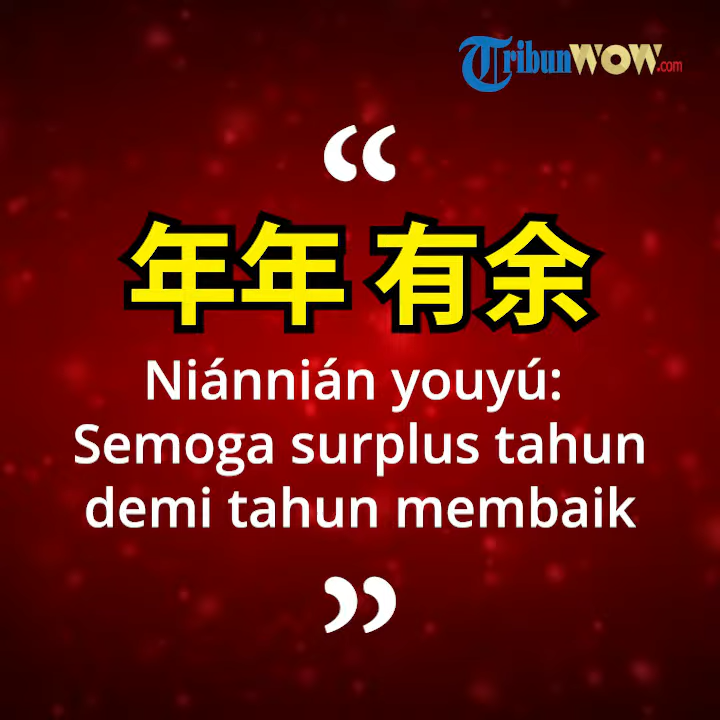 TribunWOW.com
“
年年 有余
Niánnián youyú:
Semoga surplus tahun
demi tahun membaik
”